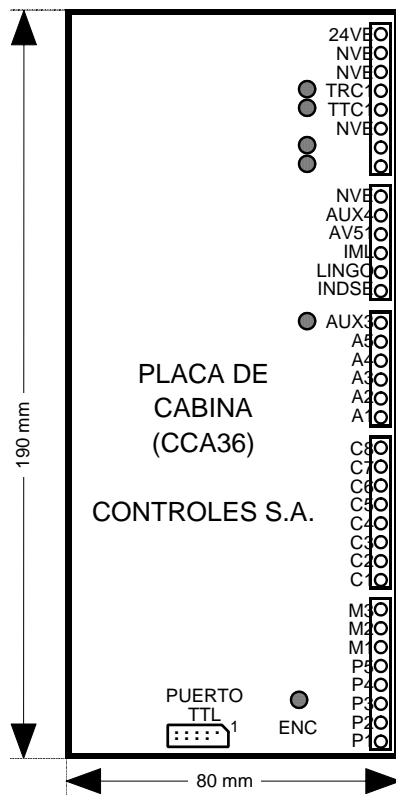 24VE
NVE
NVE
TRC1
TTC1
NVE
NVE
AUX4
AV51
IML
LINGO
INDSE
AUX3
A5
A4
A3
A2
A1
PLACA DE
CABINA
(CCA36)
190 mm
C8
C7
C6
C5
C4
C3
C2
C1
CONTROLES S.A.
M3
M2
M1
P5
P4
P3
P2
P1
PUERTO
TTL
1
ENC
80 mm